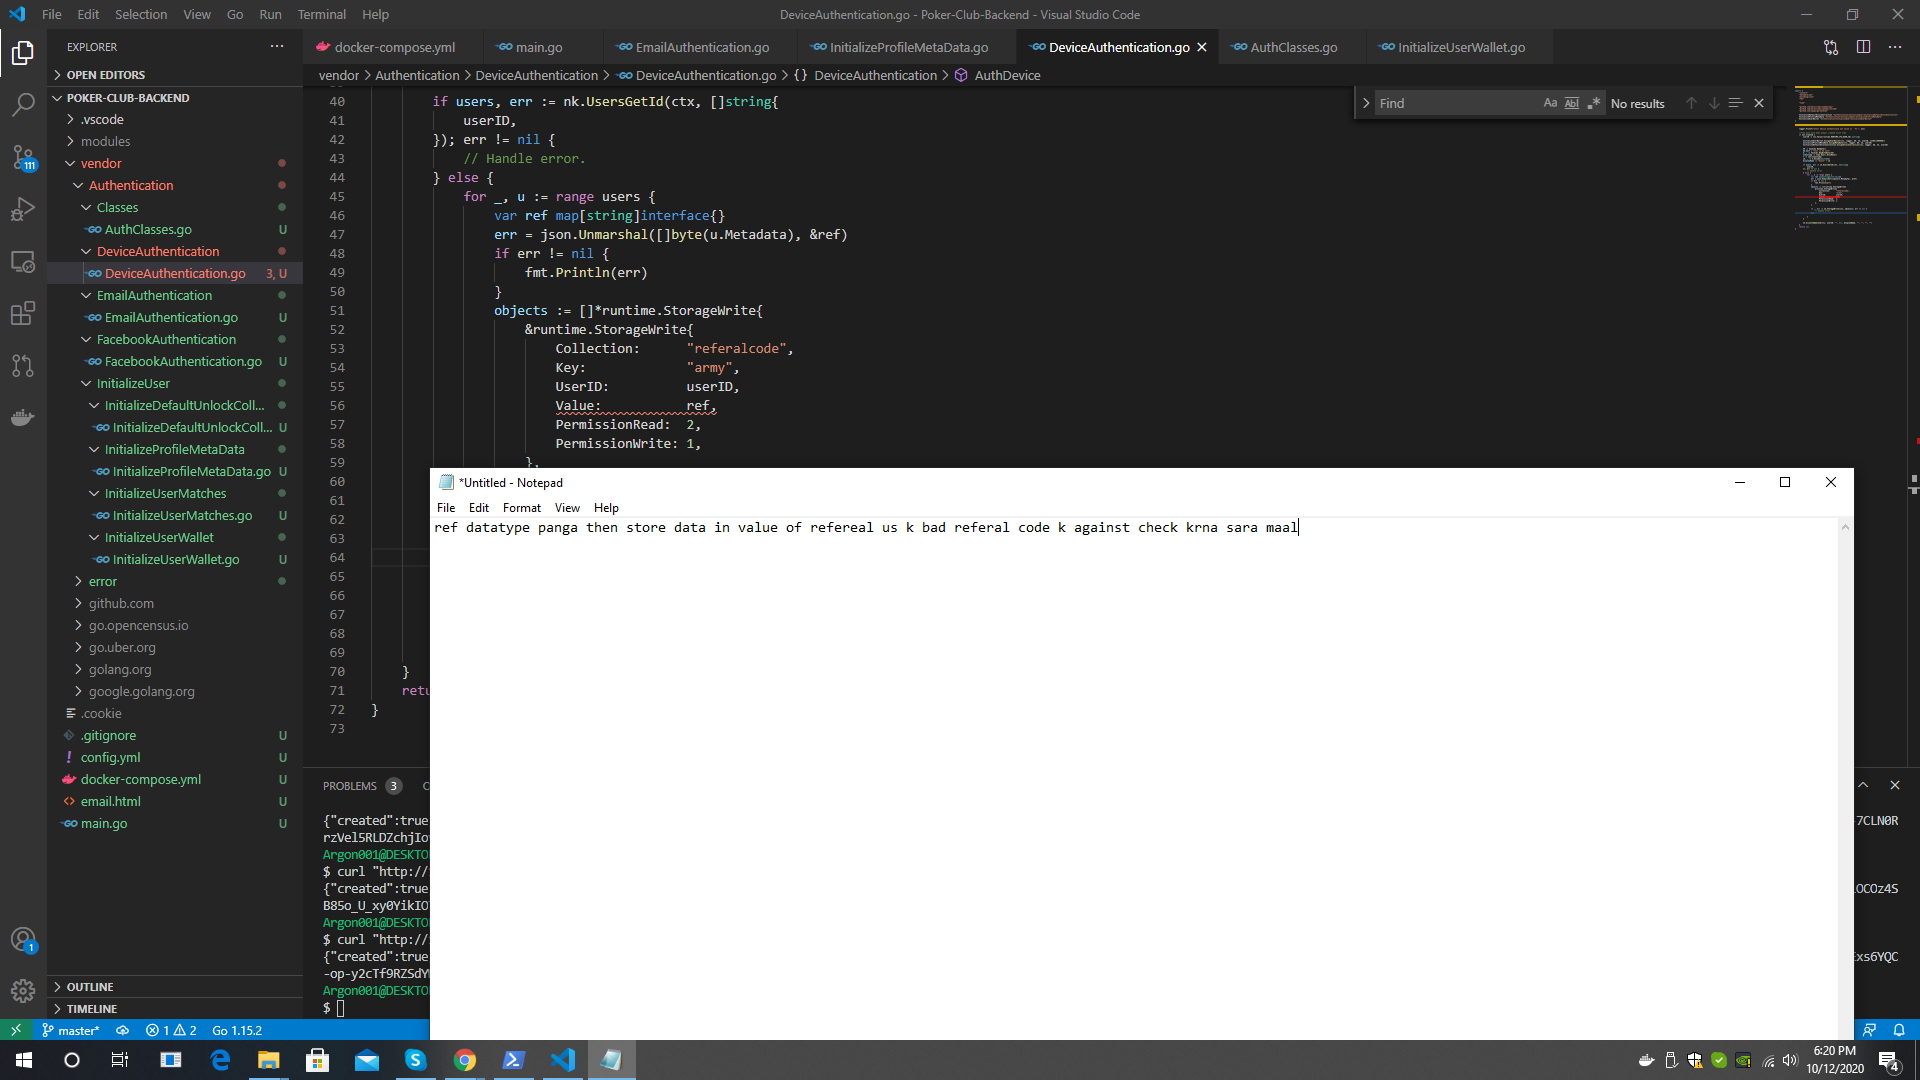 File Edit Selection View Go Run Terminal Help
DeviceAuthentication.go - Poker-Club-Backend - Visual Studio Code
EXPLORER
OPEN EDITORS
POKER-CLUB-BACKEND
.vscode
modules
vendor
Authentication
Classes
AuthClasses.go U
DeviceAuthentication
DeviceAuthentication.go 3, U
EmailAuthentication
EmailAuthentication.go U
FacebookAuthentication
FacebookAuthentication.go U
InitializeUser
InitializeDefaultUnlockColl...
InitializeDefaultUnlockColl... U
InitializeProfileMetaData
InitializeProfileMetaData.go U
InitializeUserMatches
InitializeUserMatches.go U
InitializeUserWallet
InitializeUserWallet.go U
error
github.com
go.opencensus.io
go.uber.org
golang.org
google.golang.org
.cookie
.gitignore U
config.yml U
docker-compose.yml U
email.html U
main.go U
OUTLINE
TIMELINE
111
1
docker-compose.yml main.go EmailAuthentication.go InitializeProfileMetaData.go DeviceAuthentication.go AuthClasses.go InitializeUserWallet.go
vendor > Authentication > DeviceAuthentication > DeviceAuthentication.go > {} DeviceAuthentication > AuthDevice
Find Aa Abl No results
40 if users, err := nk.UsersGetId(ctx, []string{
41 userID,
42 }); err != nil {
43 // Handle error.
44 } else {
45 for _, u := range users {
46 var ref map[string]interface{}
47 err = json.Unmarshal([]byte(u.Metadata), &ref)
48 if err != nil {
49 fmt.Println(err)
50 }
51 objects := []*runtime.StorageWrite{
52 &runtime.StorageWrite{
53 Collection: "referalcode",
54 Key: "army",
55 UserID: userID,
56 Value: ref,
57 PermissionRead: 2,
58 PermissionWrite: 1,
59 },
60
61
62
63
64
65
66
67
68
69
70 }
71 retu
72 }
73
*Untitled - Notepad
File Edit Format View Help
ref datatype panga then store data in value of refereal us k bad referal code k against check krna sara maal
PROBLEMS 3
{"created":true
rzVel5RLDZchjIo
Argon001@DESKTO
$ curl "http://
{"created":true
B85o_U_xy0YikIO
Argon001@DESKTO
$ curl "http://
{"created":true
-op-y2cTf9RZSdY
Argon001@DESKTO
$
7CLN0R
OCOz4S
xs6YQC
master* 1 2 Go 1.15.2
6:20 PM
10/12/2020
4